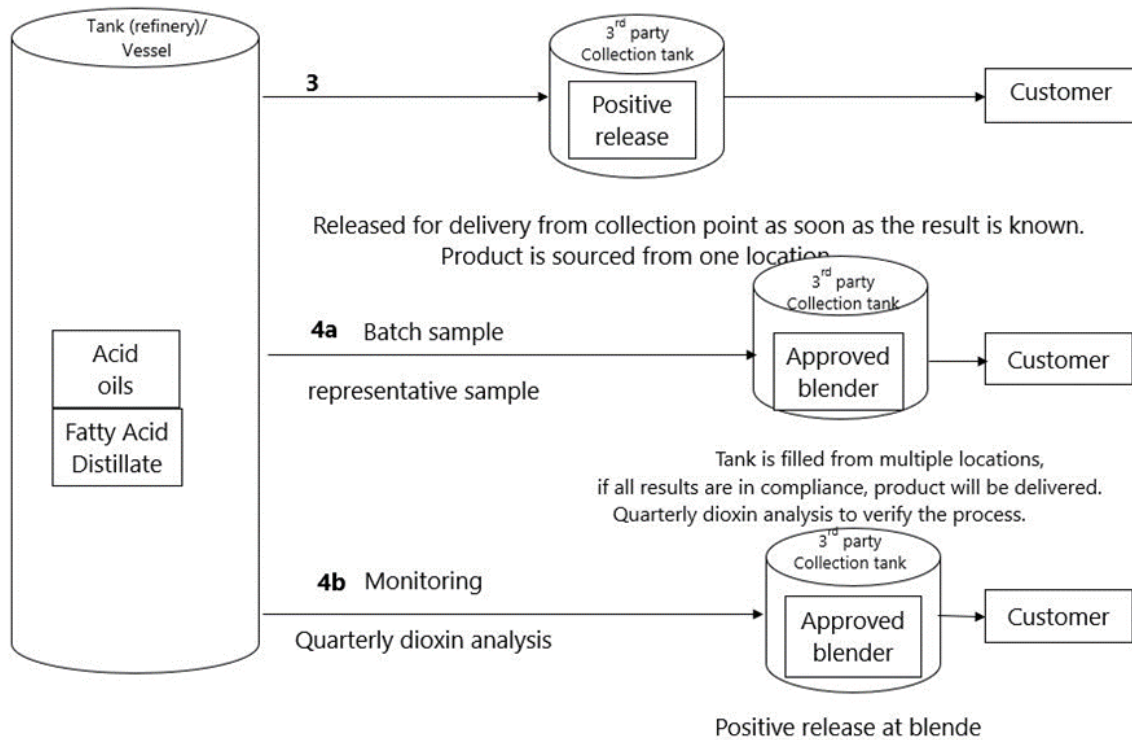 Tank (refinery)/
Vessel
3rd party
Collection tank
3
Positive
release
Customer
Released for delivery from collection point as soon as the result is known.
Product is sourced from one location
3rd party
Collection tank
4a Batch sample
representative sample
Approved
blender
Customer
Acid
oils
Fatty Acid
Distillate
Tank is filled from multiple locations,
if all results are in compliance, product will be delivered.
Quarterly dioxin analysis to verify the process.
3rd party
Collection tank
4b Monitoring
Quarterly dioxin analysis
Approved
blender
Customer
Positive release at blende